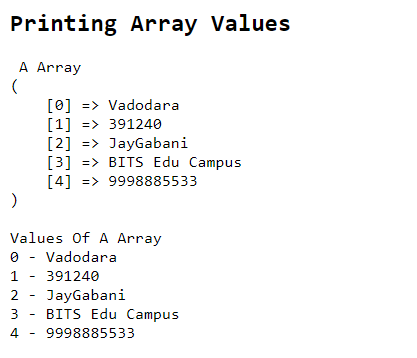 Printing Array Values
A Array
(
[0] => Vadodara
[1] => 391240
[2] => JayGabani
[3] => BITS Edu Campus
[4] => 9998885533
)
Values Of A Array
0 - Vadodara
1 - 391240
2 - JayGabani
3 - BITS Edu Campus
4 - 9998885533